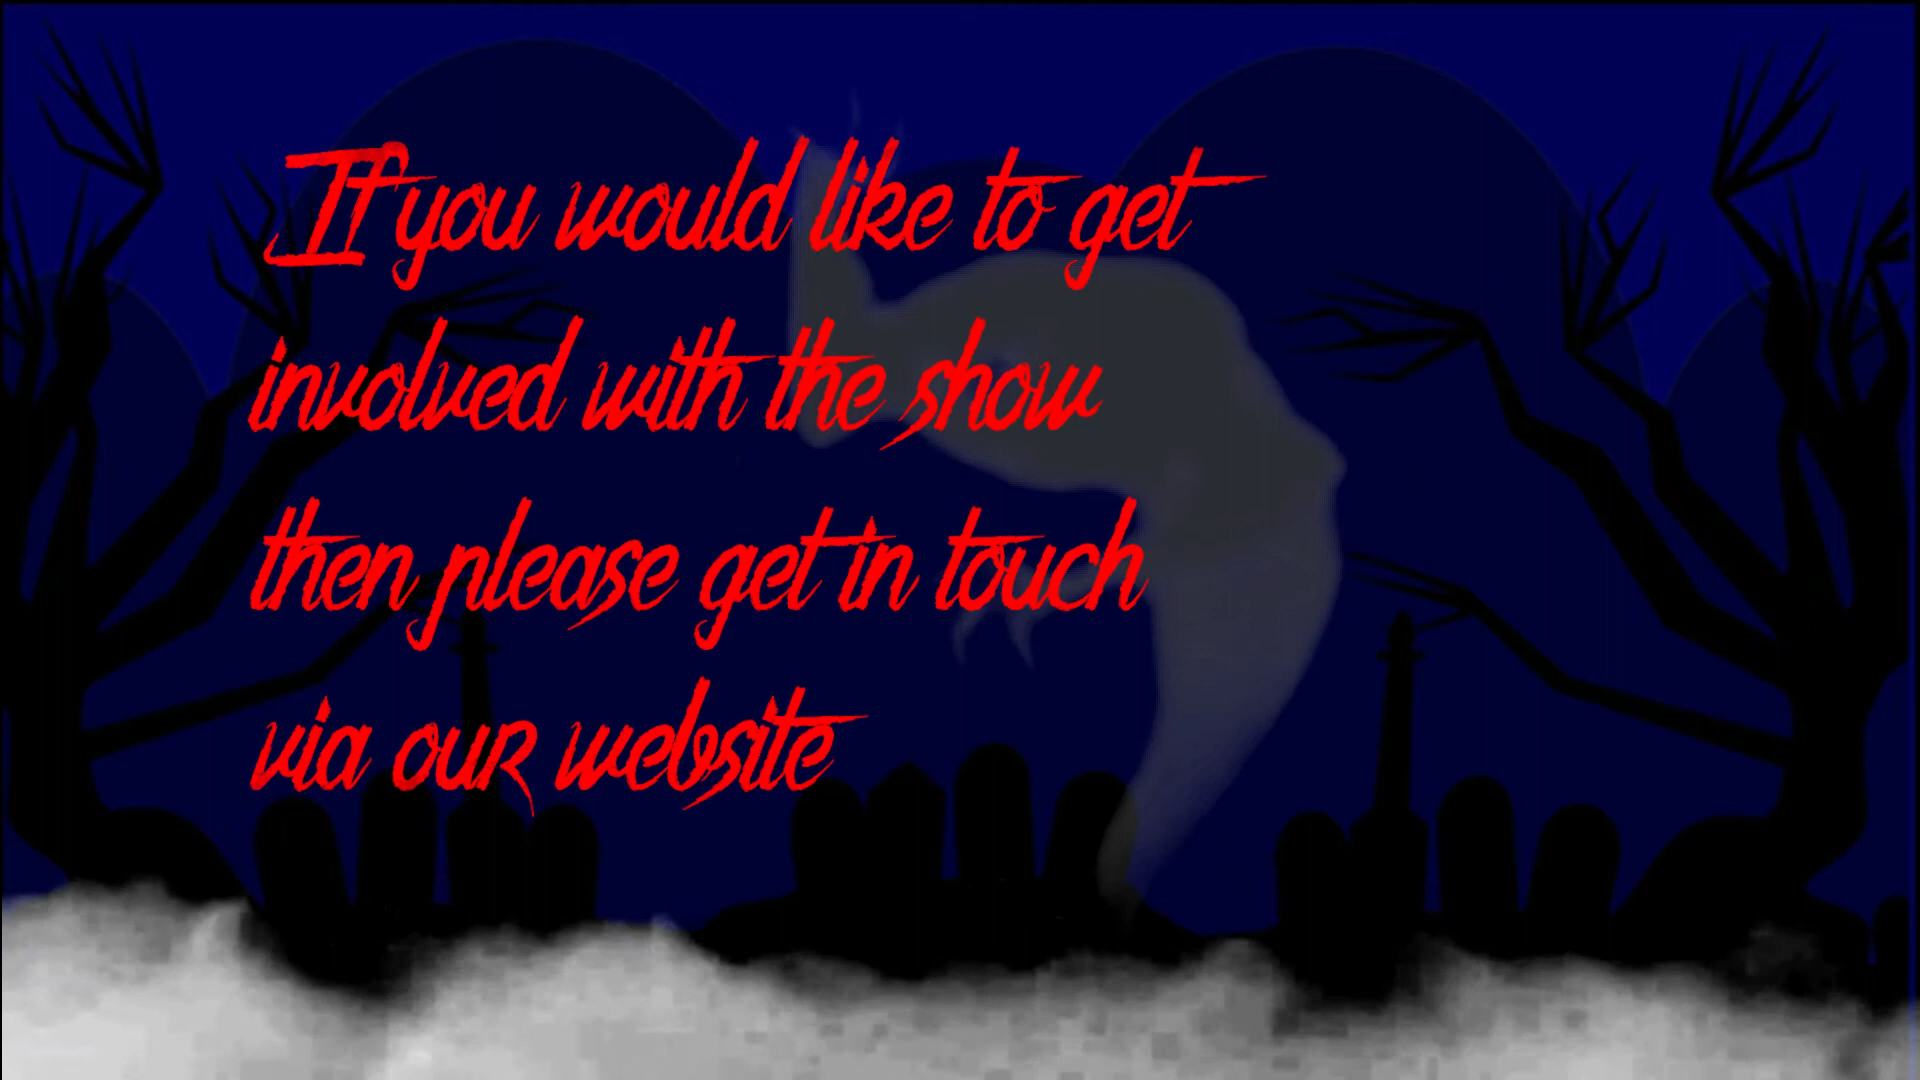 If you would like to get
involved with the show
then please get in touch
via our website